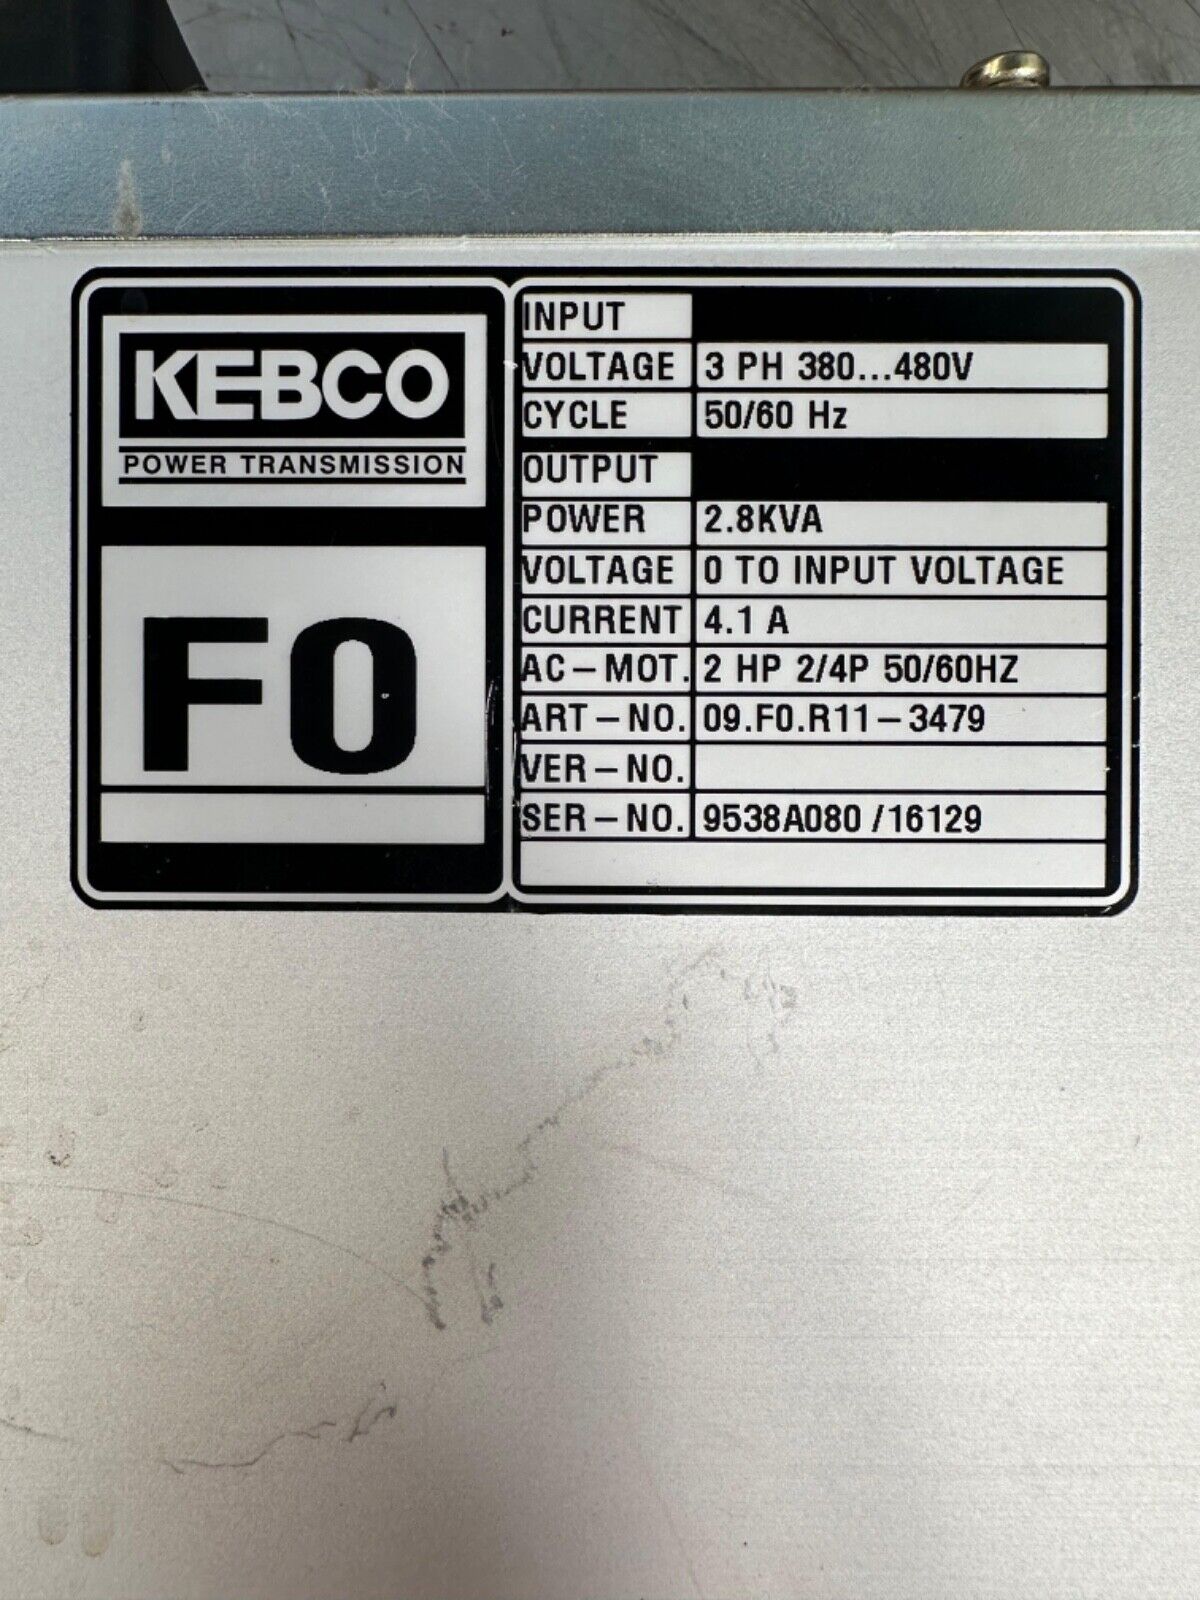 KEBCO
POWER TRANSMISSION
F0
INPUT
VOLTAGE 3 PH 380...480V
CYCLE 50/60 Hz
OUTPUT
POWER 2.8KVA
VOLTAGE 0 TO INPUT VOLTAGE
CURRENT 4.1 A
AC-MOT. 2 HP 2/4P 50/60HZ
ART-NO. 09.F0.R11-3479
VER-NO.
SER-NO. 9538A080 /16129